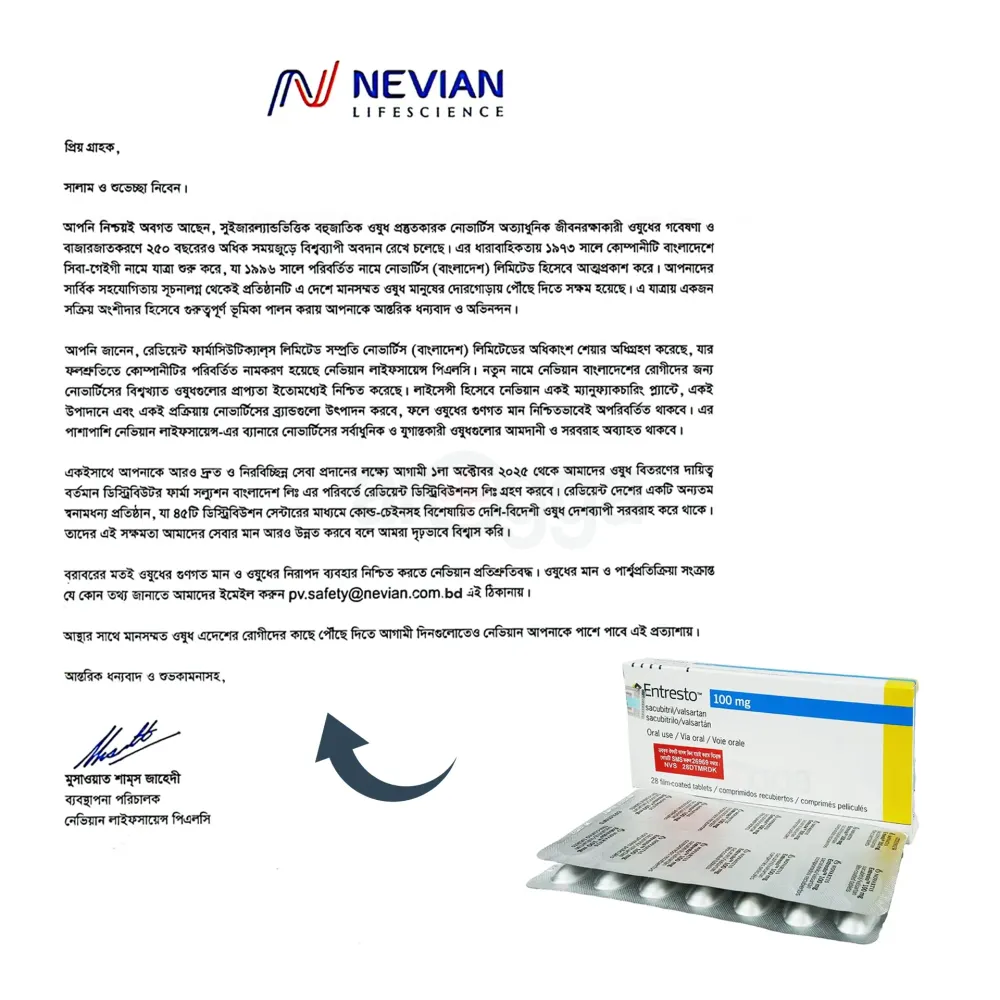 NEVIAN
LIFESCIENCE
প্রিয় গ্রাহক,
সালাম ও শুভেচ্ছা নিবেন।
আপনি নিশ্চয়ই অবগত আছেন, সুইজারল্যান্ডভিত্তিক বহুজাতিক ওষুধ প্রস্তুতকারক নোভার্টিস অত্যাধুনিক জীবনরক্ষাকারী ওষুধের গবেষণা ও
বাজারজাতকরণে ২৫০ বছরেরও অধিক সময়জুড়ে বিশ্বব্যাপী অবদান রেখে চলেছে। এর ধারাবাহিকতায় ১৯৭৩ সালে কোম্পানীটি বাংলাদেশে
সিবা-গেইগী নামে যাত্রা শুরু করে, যা ১৯৯৬ সালে পরিবর্তিত নামে নোভার্টিস (বাংলাদেশ) লিমিটেড হিসেবে আত্মপ্রকাশ করে। আপনাদের
সার্বিক সহযোগিতায় সূচনালগ্ন থেকেই প্রতিষ্ঠানটি এ দেশে মানসম্মত ওষুধ মানুষের দোরগোড়ায় পৌঁছে দিতে সক্ষম হয়েছে। এ যাত্রায় একজন
সক্রিয় অংশীদার হিসেবে গুরুত্বপূর্ণ ভূমিকা পালন করায় আপনাকে আন্তরিক ধন্যবাদ ও অভিনন্দন।
আপনি জানেন, রেডিয়েন্ট ফার্মাসিউটিক্যাল্‌স লিমিটেড সম্প্রতি নোভার্টিস (বাংলাদেশ) লিমিটেডের অধিকাংশ শেয়ার অধিগ্রহণ করেছে, যার
ফলশ্রুতিতে কোম্পানীটির পরিবর্তিত নামকরণ হয়েছে নেভিয়ান লাইফসায়েন্স পিএলসি। নতুন নামে নেভিয়ান বাংলাদেশের রোগীদের জন্য
নোভার্টিসের বিশ্বখ্যাত ওষুধগুলোর প্রাপ্যতা ইতোমধ্যেই নিশ্চিত করেছে। লাইসেন্সী হিসেবে নেভিয়ান একই ম্যানুফ্যাকচারিং প্ল্যান্টে, একই
উপাদানে এবং একই প্রক্রিয়ায় নোভার্টিসের ব্র্যান্ডগুলো উৎপাদন করবে, ফলে ওষুধের গুণগত মান নিশ্চিতভাবেই অপরিবর্তিত থাকবে। এর
পাশাপাশি নেভিয়ান লাইফসায়েন্স-এর ব্যানারে নোভার্টিসের সর্বাধুনিক ও যুগান্তকারী ওষুধগুলোর আমদানী ও সরবরাহ অব্যাহত থাকবে।
একইসাথে আপনাকে আরও দ্রুত ও নিরবিচ্ছিন্ন সেবা প্রদানের লক্ষ্যে আগামী ১লা অক্টোবর ২০২৫ থেকে আমাদের ওষুধ বিতরণের দায়িত্ব
বর্তমান ডিস্ট্রিবিউটর ফার্মা সল্যুশন বাংলাদেশ লিঃ এর পরিবর্তে রেডিয়েন্ট ডিস্ট্রিবিউশনস লিঃ গ্রহণ করবে। রেডিয়েন্ট দেশের একটি অন্যতম
স্বনামধন্য প্রতিষ্ঠান, যা ৪৫টি ডিস্ট্রিবিউশন সেন্টারের মাধ্যমে কোল্ড-চেইনসহ বিশেষায়িত দেশি-বিদেশী ওষুধ দেশব্যাপী সরবরাহ করে থাকে।
তাদের এই সক্ষমতা আমাদের সেবার মান আরও উন্নত করবে বলে আমরা দৃঢ়ভাবে বিশ্বাস করি।
বরাবরের মতই ওষুধের গুণগত মান ও ওষুধের নিরাপদ ব্যবহার নিশ্চিত করতে নেভিয়ান প্রতিশ্রুতিবদ্ধ। ওষুধের মান ও পার্শ্বপ্রতিক্রিয়া সংক্রান্ত
যে কোন তথ্য জানাতে আমাদের ইমেইল করুন pv.safety@nevian.com.bd এই ঠিকানায়।
আস্থার সাথে মানসম্মত ওষুধ এদেশের রোগীদের কাছে পৌঁছে দিতে আগামী দিনগুলোতেও নেভিয়ান আপনাকে পাশে পাবে এই প্রত্যাশায়।
আন্তরিক ধন্যবাদ ও শুভকামনাসহ,
মুসাওয়াত শাম্‌স জাহেদী
ব্যবস্থাপনা পরিচালক
নেভিয়ান লাইফসায়েন্স পিএলসি
Entresto™ 100 mg
sacubitril/valsartan
sacubitrilo/valsartán
Oral use / Via oral / Voie orale
NVS 28DTMRDK
28 film-coated tablets / comprimidos recubiertos / comprimés pelliculés